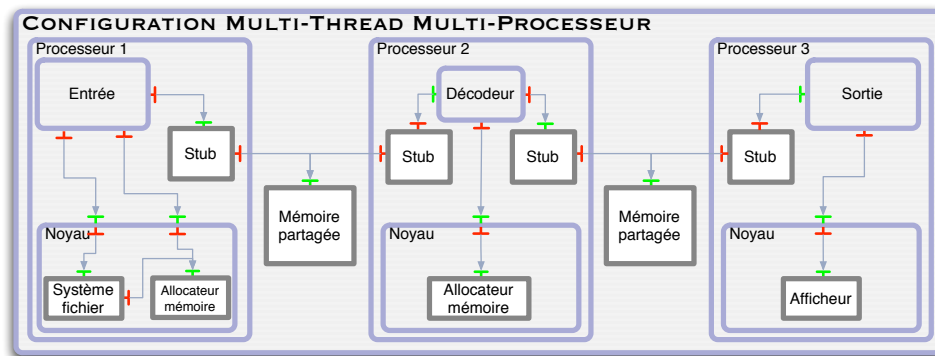 Configuration Multi-Thread Multi-Processeur
Processeur 1
Processeur 2
Processeur 3
Entrée
Décodeur
Sortie
Stub
Stub
Stub
Stub
Mémoire
partagée
Mémoire
partagée
Noyau
Noyau
Noyau
Système
fichier
Allocateur
mémoire
Allocateur
mémoire
Afficheur